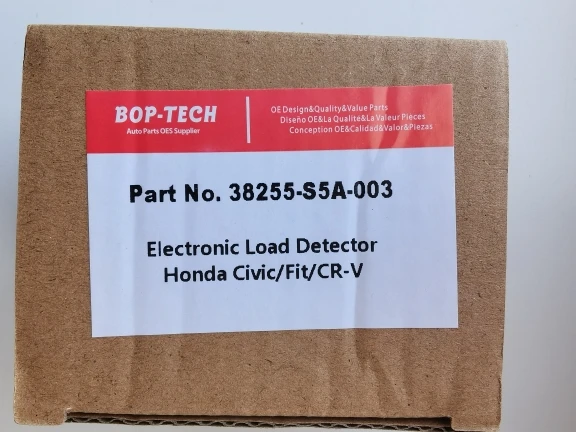 BOP-TECH
Auto Parts OES Supplier
OE Design&Quality&Value Parts
Diseño OE&La Qualité&La Valeur Pièces
Conception OE&Calidad&Valor&Piezas
Part No. 38255-S5A-003
Electronic Load Detector
Honda Civic/Fit/CR-V